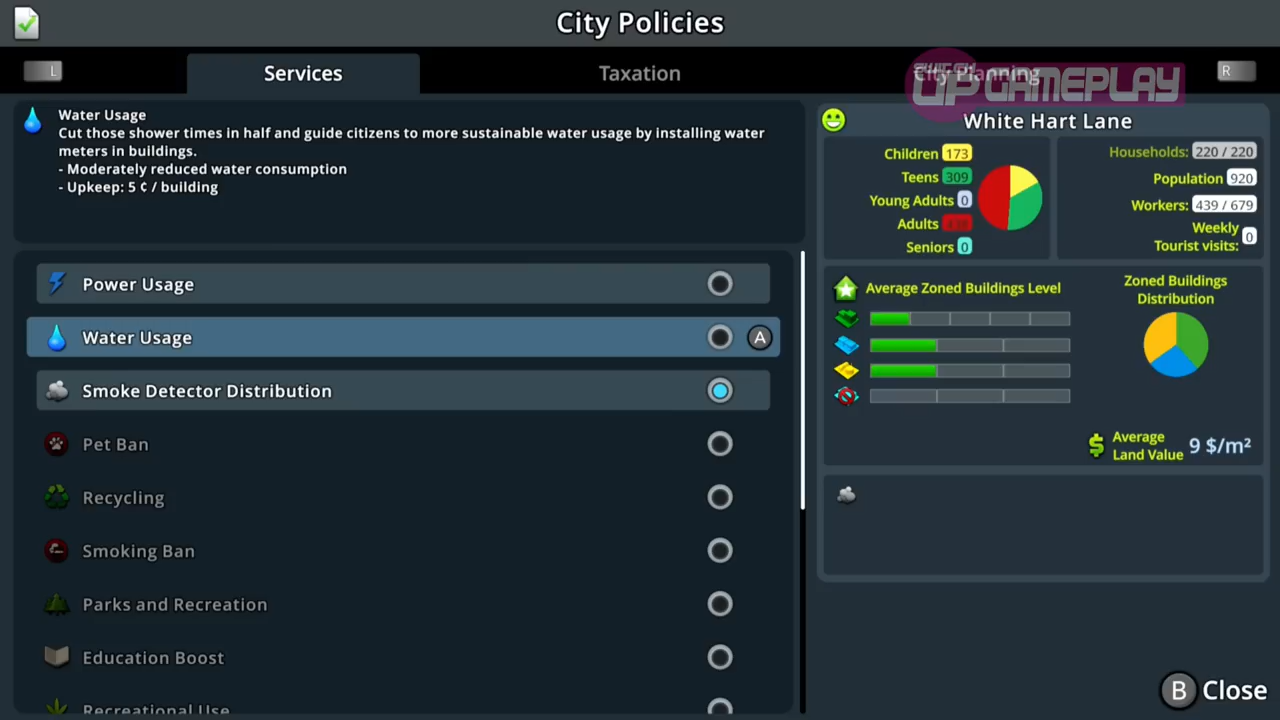 City Policies
L
Services
Taxation
City Planning
R
UP GAMEPLAY
Water Usage
Cut those shower times in half and guide citizens to more sustainable water usage by installing water
meters in buildings.
- Moderately reduced water consumption
- Upkeep: 5 ¢ / building
Power Usage
Water Usage
A
Smoke Detector Distribution
Pet Ban
Recycling
Smoking Ban
Parks and Recreation
Education Boost
Recreational Use
White Hart Lane
Children 173
Teens 309
Young Adults 0
Adults
Seniors 0
Households: 220 / 220
Population 920
Workers: 439 / 679
Weekly
Tourist visits: 0
Average Zoned Buildings Level
Zoned Buildings
Distribution
Average
Land Value 9 $/m²
B Close